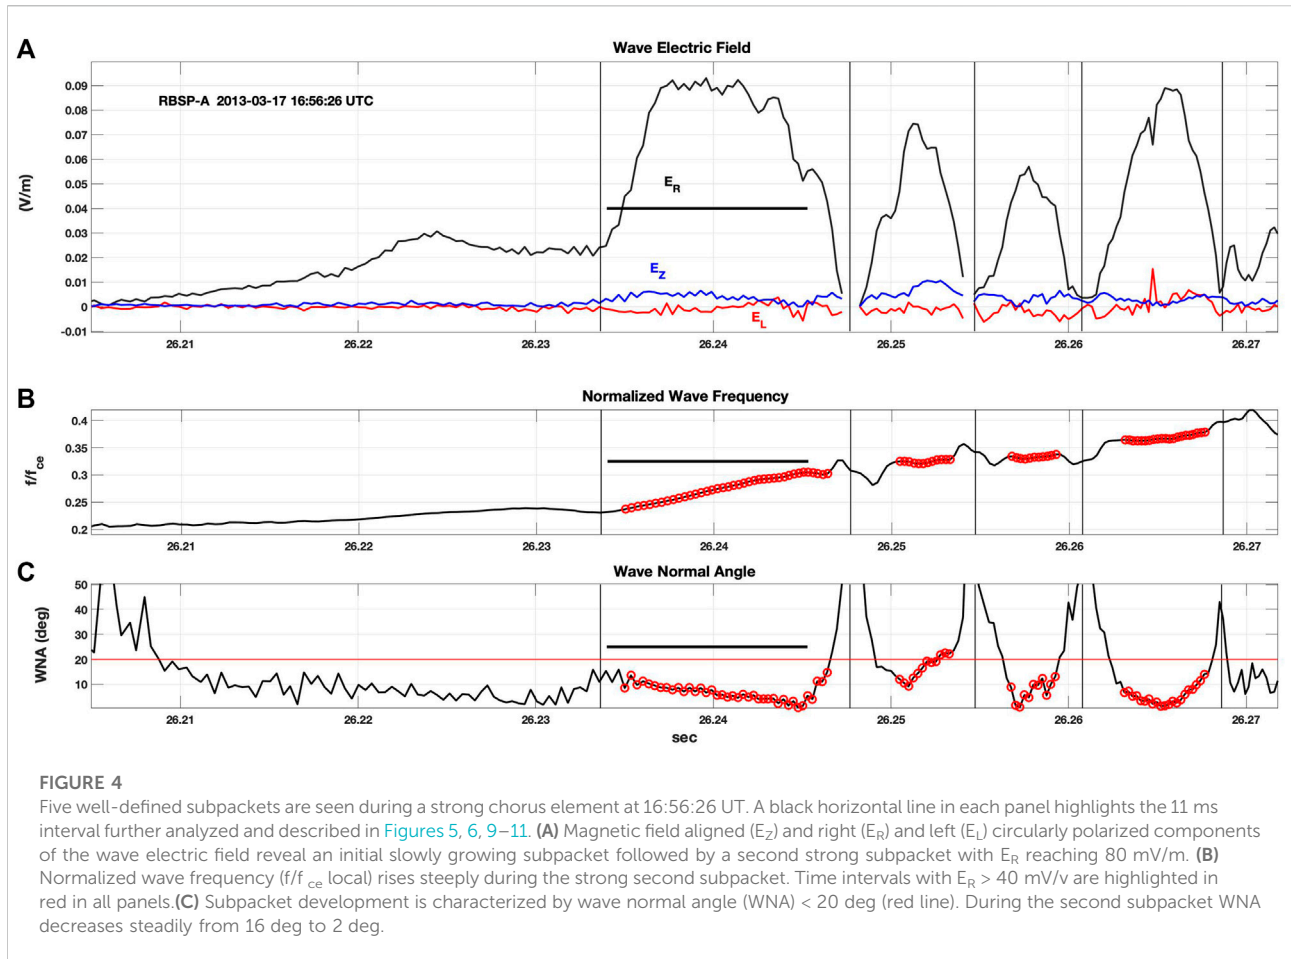 A
Wave Electric Field
RBSP-A 2013-03-17 16:56:26 UTC
(V/m)
0.09
0.08
0.07
0.06
0.05
0.04
0.03
0.02
0.01
0
-0.01
E_R
E_Z
E_L
26.21 26.22 26.23 26.24 26.25 26.26 26.27
B
Normalized Wave Frequency
f/f_ce
0.4
0.35
0.3
0.25
0.2
26.21 26.22 26.23 26.24 26.25 26.26 26.27
C
Wave Normal Angle
WNA (deg)
50
40
30
20
10
26.21 26.22 26.23 26.24 26.25 26.26 26.27
sec
FIGURE 4
Five well-defined subpackets are seen during a strong chorus element at 16:56:26 UT. A black horizontal line in each panel highlights the 11 ms
interval further analyzed and described in Figures 5, 6, 9–11. (A) Magnetic field aligned (E_Z) and right (E_R) and left (E_L) circularly polarized components
of the wave electric field reveal an initial slowly growing subpacket followed by a second strong subpacket with E_R reaching 80 mV/m. (B)
Normalized wave frequency (f/f_ce local) rises steeply during the strong second subpacket. Time intervals with E_R > 40 mV/v are highlighted in
red in all panels.(C) Subpacket development is characterized by wave normal angle (WNA) < 20 deg (red line). During the second subpacket WNA
decreases steadily from 16 deg to 2 deg.